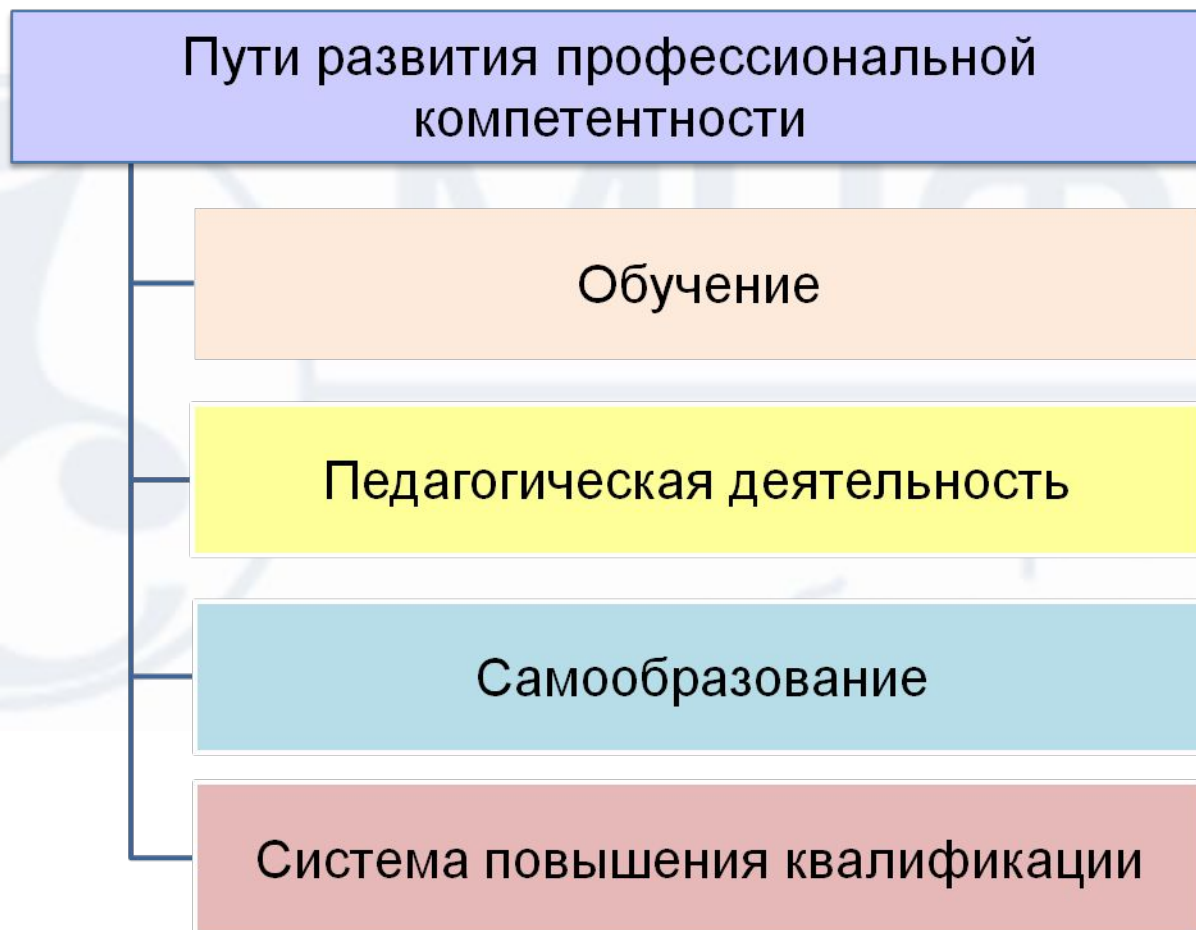 Пути развития профессиональной
компетентности
Обучение
Педагогическая деятельность
Самообразование
Система повышения квалификации